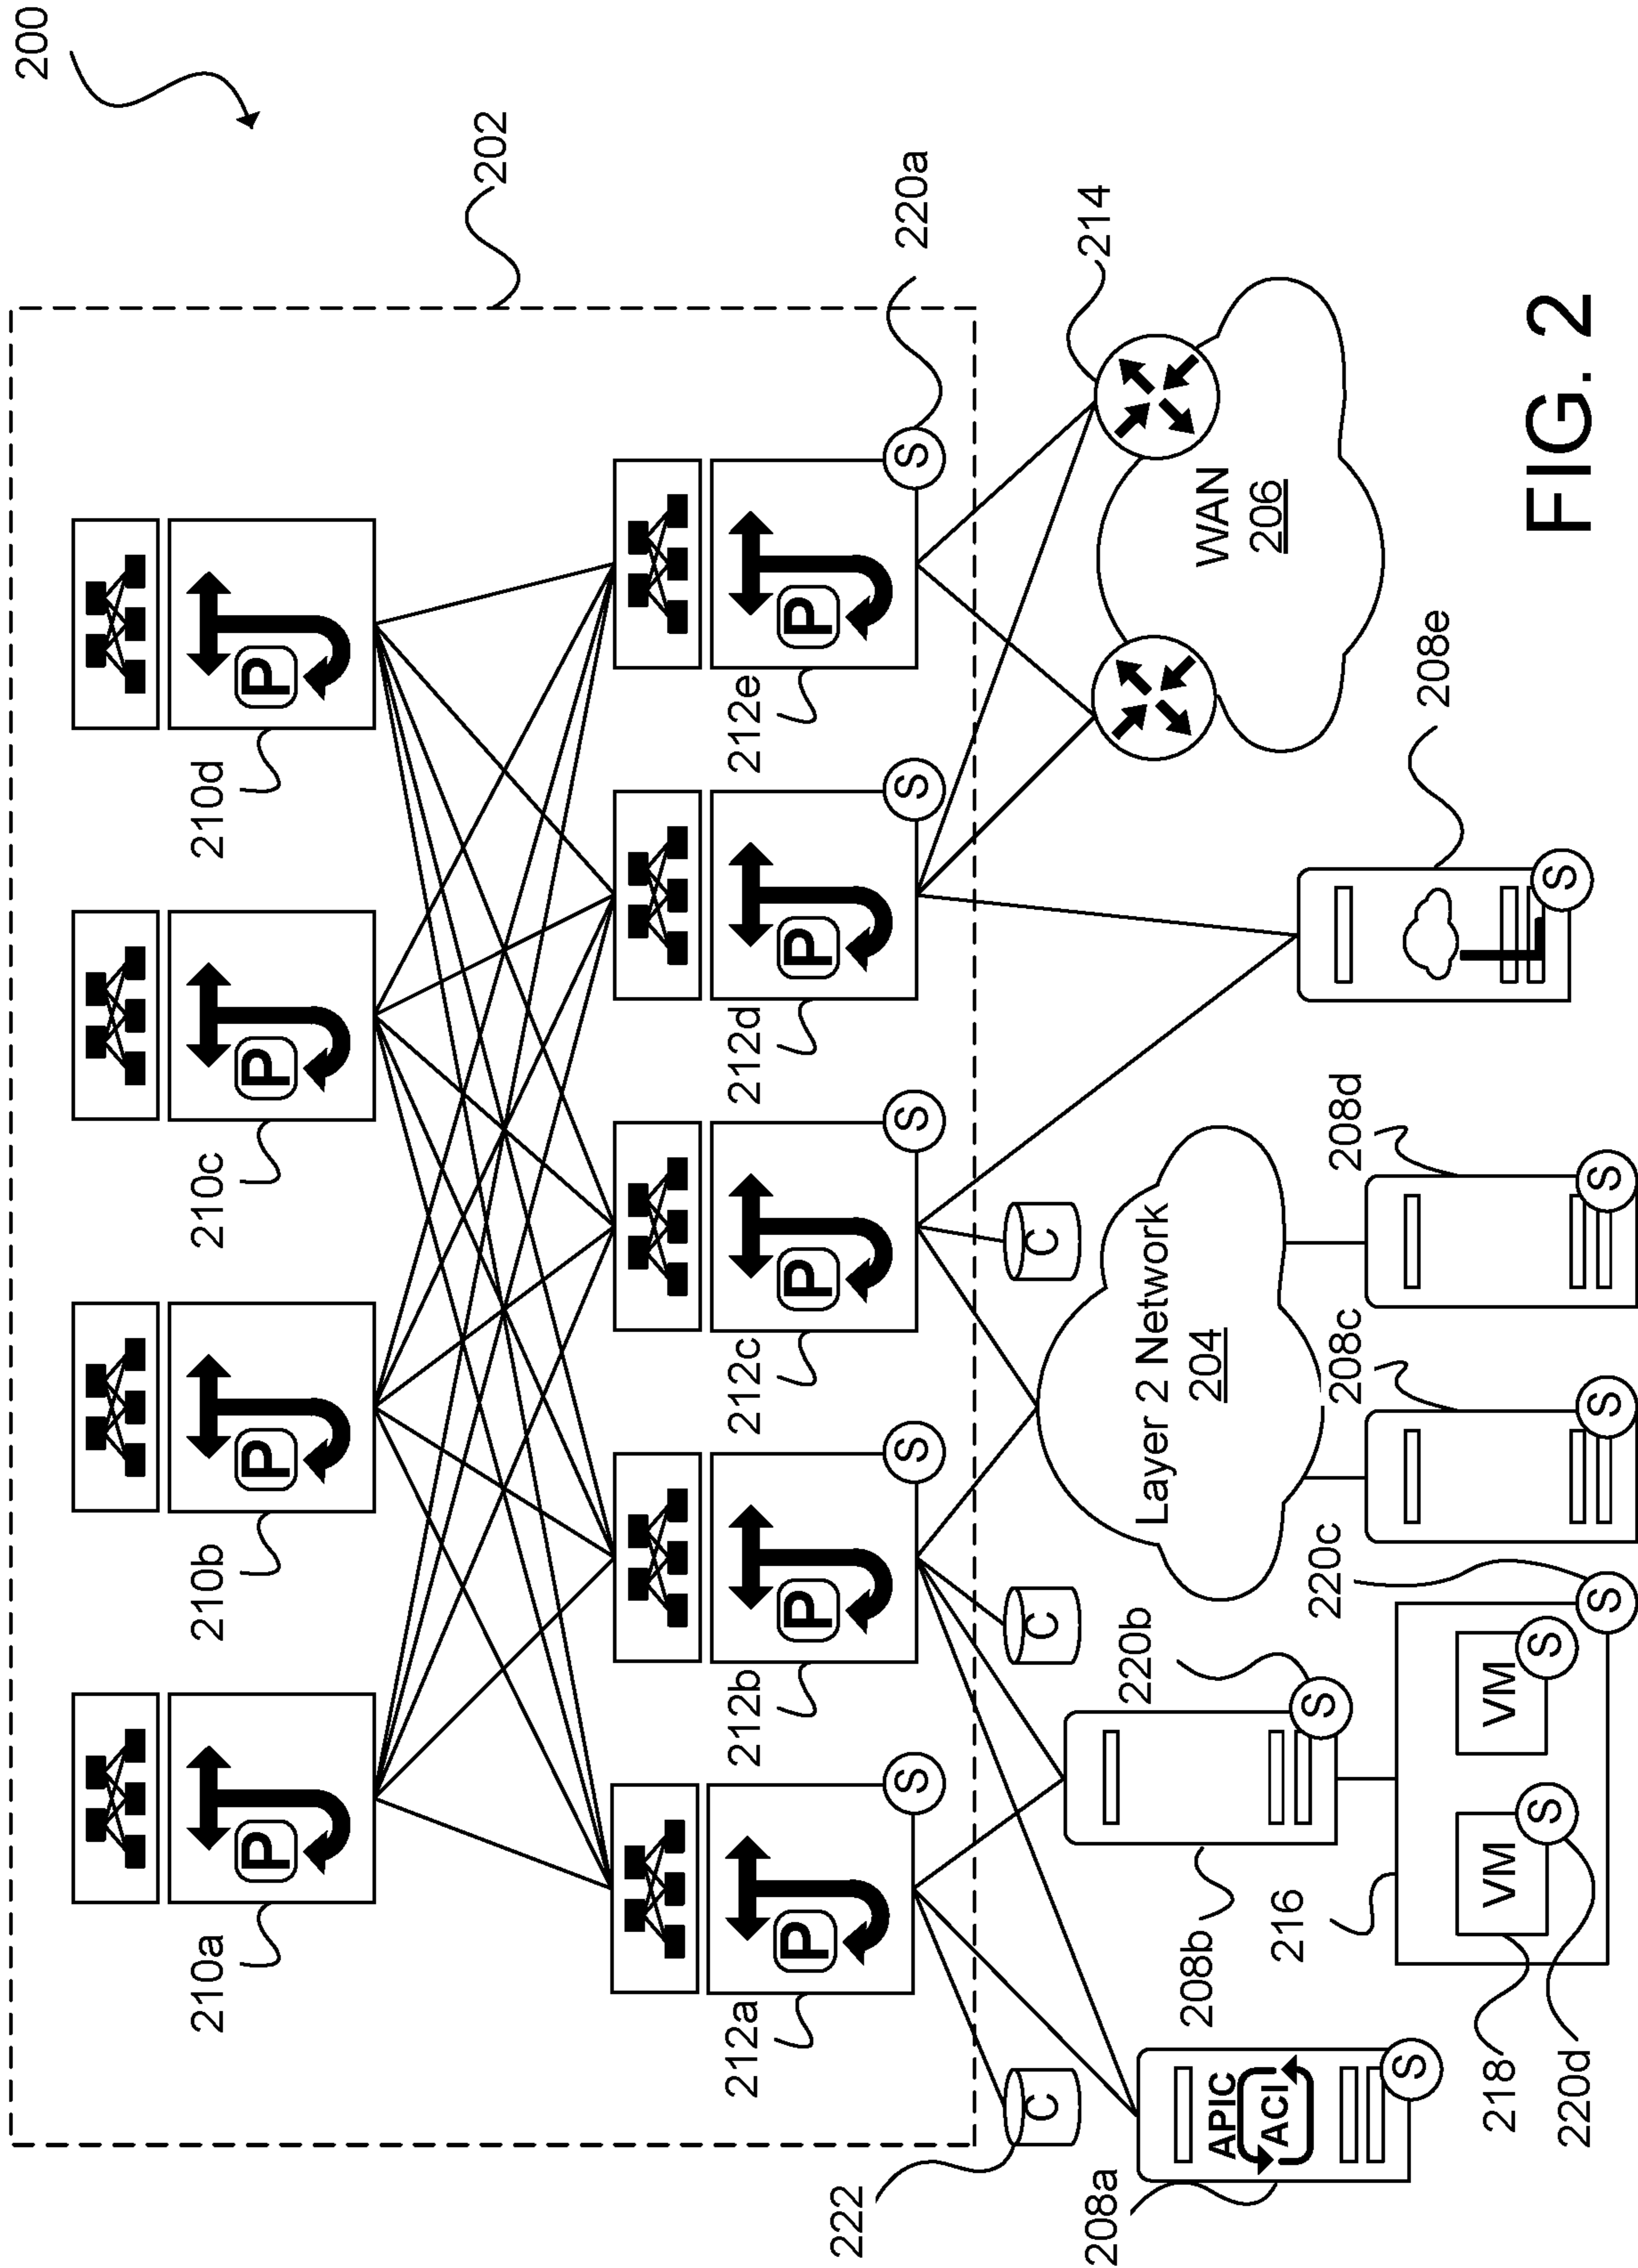 200
202
210a
210b
210c
210d
P
P
P
P
212a
212b
212c
212d
212e
P
P
P
P
P
S
S
S
S
S
220a
222
C
C
C
214
208a
APIC
ACI
S
208b
220b
S
Layer 2 Network
204
WAN
206
216
220c
S
VM
S
VM
S
218
220d
208c
S
208d
S
208e
S
FIG. 2